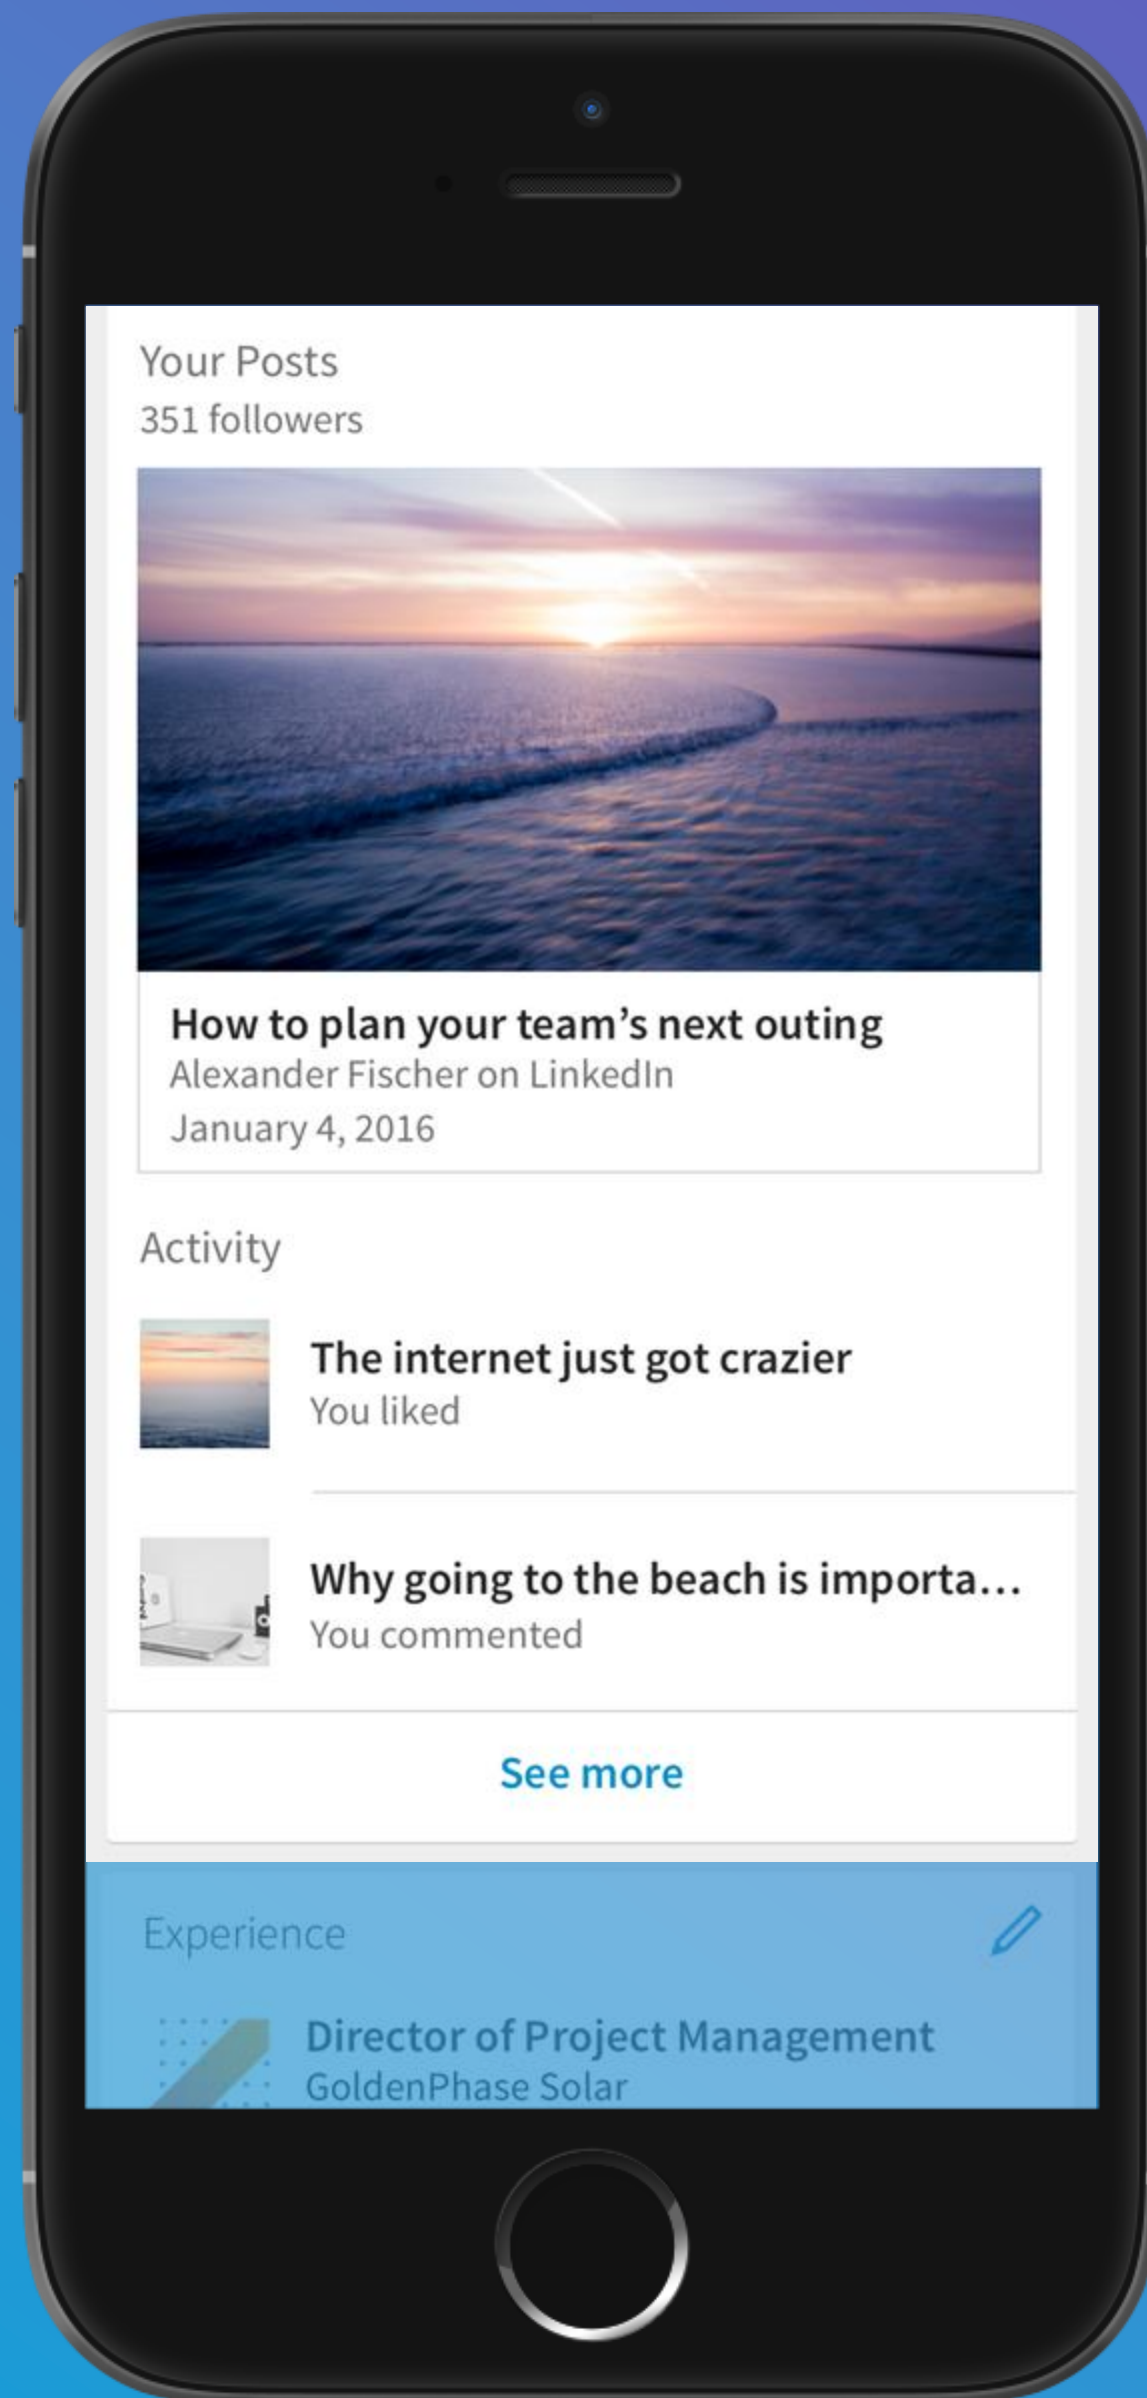 Your Posts
351 followers
How to plan your team’s next outing
Alexander Fischer on LinkedIn
January 4, 2016
Activity
The internet just got crazier
You liked
Why going to the beach is importa...
You commented
See more
Experience
Director of Project Management
GoldenPhase Solar